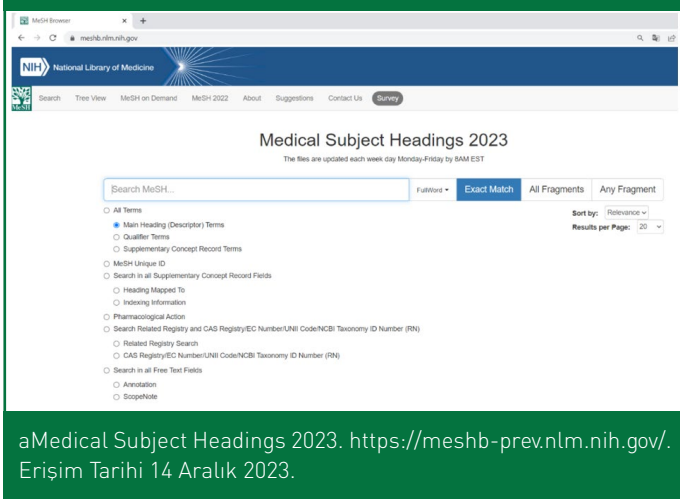 MeSH Browser
meshb.nlm.nih.gov
NIH National Library of Medicine
MeSH Search Tree View MeSH on Demand MeSH 2022 About Suggestions Contact Us Survey
Medical Subject Headings 2023
The files are updated each week day Monday-Friday by 8AM EST
Search MeSH... FullWord Exact Match All Fragments Any Fragment
All Terms
Sort by: Relevance
Main Heading (Descriptor) Terms
Results per Page: 20
Qualifier Terms
Supplementary Concept Record Terms
MeSH Unique ID
Search in all Supplementary Concept Record Fields
Heading Mapped To
Indexing Information
Pharmacological Action
Search Related Registry and CAS Registry/EC Number/UNII Code/NCBI Taxonomy ID Number (RN)
Related Registry Search
CAS Registry/EC Number/UNII Code/NCBI Taxonomy ID Number (RN)
Search in all Free Text Fields
Annotation
ScopeNote
aMedical Subject Headings 2023. https://meshb-prev.nlm.nih.gov/.
Erişim Tarihi 14 Aralık 2023.